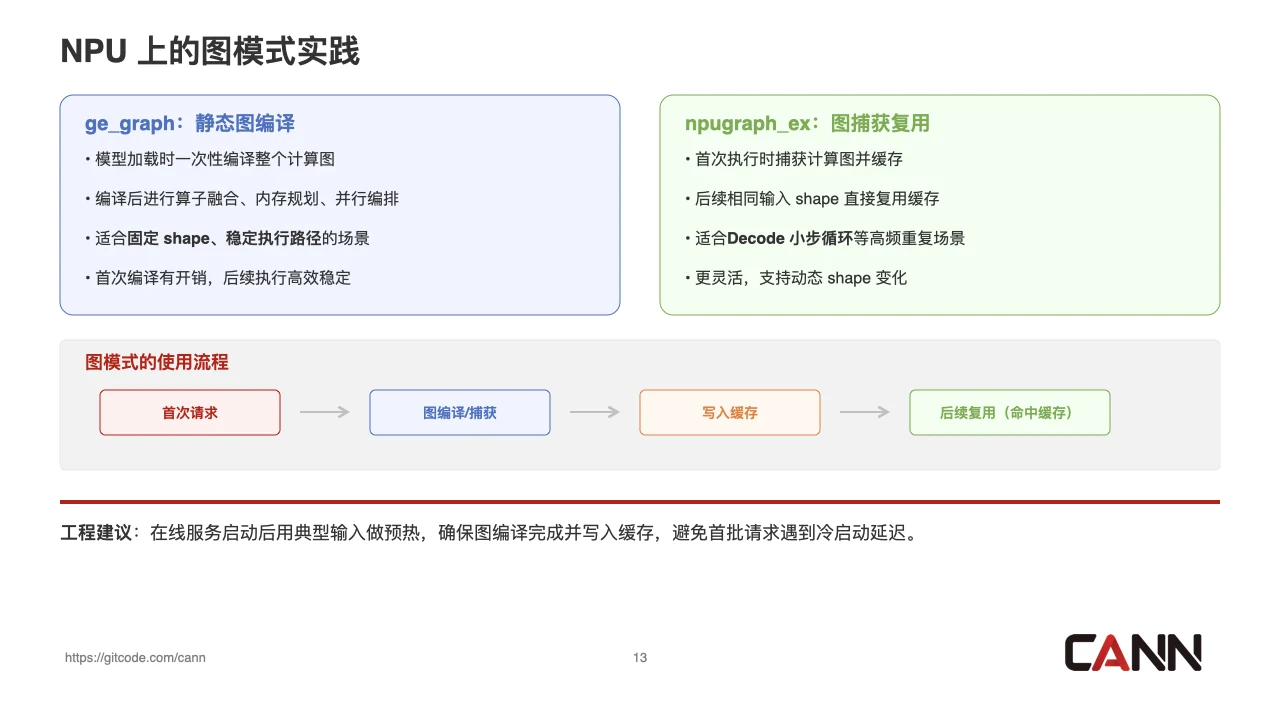 NPU 上的图模式实践
ge_graph：静态图编译
• 模型加载时一次性编译整个计算图
• 编译后进行算子融合、内存规划、并行编排
• 适合固定 shape、稳定执行路径的场景
• 首次编译有开销，后续执行高效稳定
npugraph_ex：图捕获复用
• 首次执行时捕获计算图并缓存
• 后续相同输入 shape 直接复用缓存
• 适合Decode 小步循环等高频重复场景
• 更灵活，支持动态 shape 变化
图模式的使用流程
首次请求
图编译/捕获
写入缓存
后续复用（命中缓存）
工程建议：在线服务启动后用典型输入做预热，确保图编译完成并写入缓存，避免首批请求遇到冷启动延迟。
https://gitcode.com/cann
13
CANN